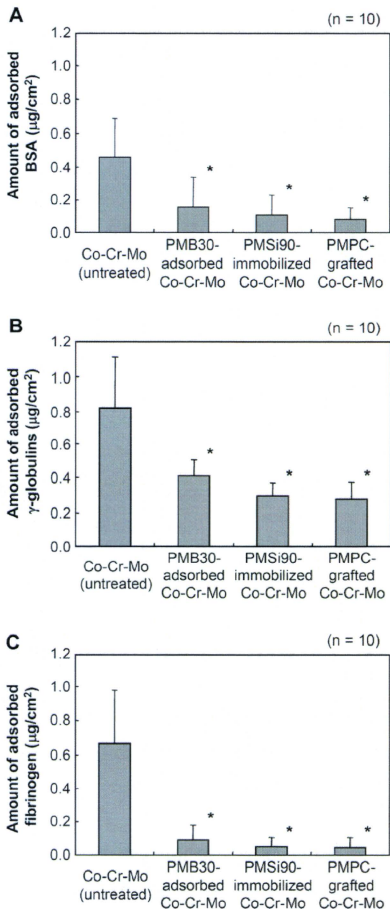 A
(n = 10)
Amount of adsorbed
BSA (μg/cm²)
1.2
1.0
0.8
0.6
0.4
0.2
0.0
*
*
*
Co-Cr-Mo
(untreated)
PMB30-
adsorbed
Co-Cr-Mo
PMSi90-
immobilized
Co-Cr-Mo
PMPC-
grafted
Co-Cr-Mo
B
(n = 10)
Amount of adsorbed
γ-globulins (μg/cm²)
1.2
1.0
0.8
0.6
0.4
0.2
0.0
*
*
*
Co-Cr-Mo
(untreated)
PMB30-
adsorbed
Co-Cr-Mo
PMSi90-
immobilized
Co-Cr-Mo
PMPC-
grafted
Co-Cr-Mo
C
(n = 10)
Amount of adsorbed
fibrinogen (μg/cm²)
1.2
1.0
0.8
0.6
0.4
0.2
0.0
*
*
*
Co-Cr-Mo
(untreated)
PMB30-
adsorbed
Co-Cr-Mo
PMSi90-
immobilized
Co-Cr-Mo
PMPC-
grafted
Co-Cr-Mo